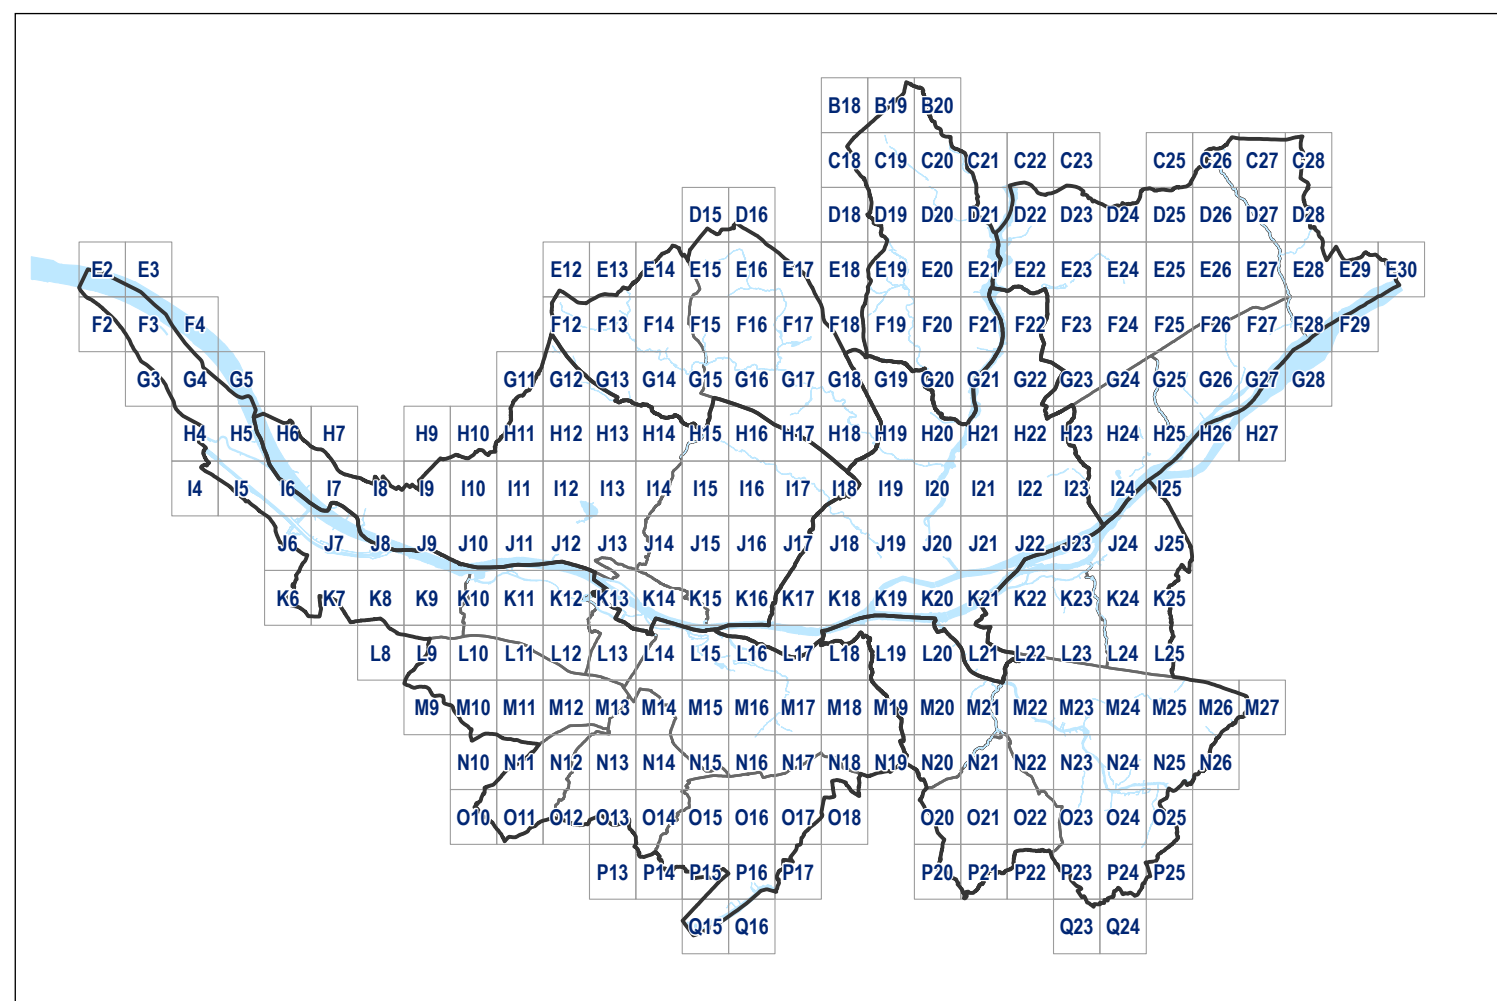 B18 B19 B20
C18 C19 C20 C21 C22 C23 C25 C26 C27 C28
D15 D16 D18 D19 D20 D21 D22 D23 D24 D25 D26 D27 D28
E2 E3 E12 E13 E14 E15 E16 E17 E18 E19 E20 E21 E22 E23 E24 E25 E26 E27 E28 E29 E30
F2 F3 F4 F12 F13 F14 F15 F16 F17 F18 F19 F20 F21 F22 F23 F24 F25 F26 F27 F28 F29
G3 G4 G5 G11 G12 G13 G14 G15 G16 G17 G18 G19 G20 G21 G22 G23 G24 G25 G26 G27 G28
H4 H5 H6 H7 H9 H10 H11 H12 H13 H14 H15 H16 H17 H18 H19 H20 H21 H22 H23 H24 H25 H26 H27
I4 I5 I6 I7 I8 I9 I10 I11 I12 I13 I14 I15 I16 I17 I18 I19 I20 I21 I22 I23 I24 I25
J6 J7 J8 J9 J10 J11 J12 J13 J14 J15 J16 J17 J18 J19 J20 J21 J22 J23 J24 J25
K6 K7 K8 K9 K10 K11 K12 K13 K14 K15 K16 K17 K18 K19 K20 K21 K22 K23 K24 K25
L8 L9 L10 L11 L12 L13 L14 L15 L16 L17 L18 L19 L20 L21 L22 L23 L24 L25
M9 M10 M11 M12 M13 M14 M15 M16 M17 M18 M19 M20 M21 M22 M23 M24 M25 M26 M27
N10 N11 N12 N13 N14 N15 N16 N17 N18 N19 N20 N21 N22 N23 N24 N25 N26
O10 O11 O12 O13 O14 O15 O16 O17 O18 O20 O21 O22 O23 O24 O25
P13 P14 P15 P16 P17 P20 P21 P22 P23 P24 P25
Q15 Q16 Q23 Q24